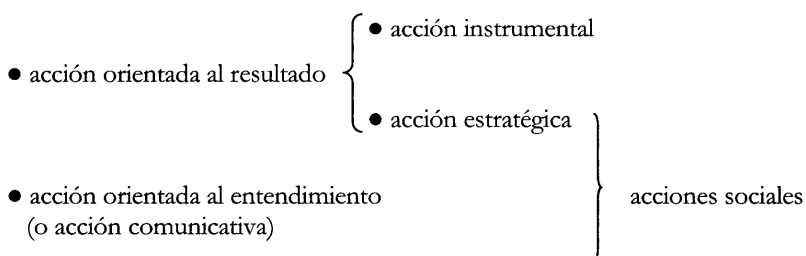 ● acción instrumental
● acción orientada al resultado
● acción estratégica
● acción orientada al entendimiento
(o acción comunicativa)
acciones sociales